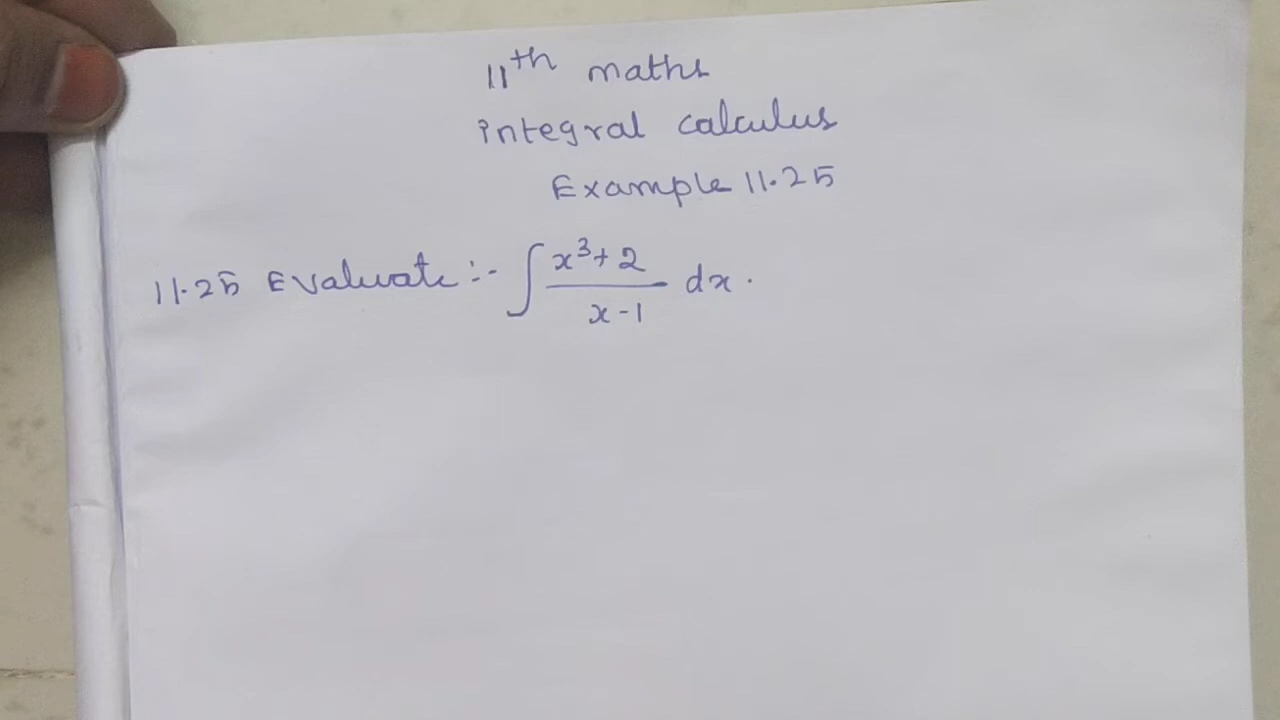 11th maths
integral calculus
Example 11.25
11.25 Evaluate :- ∫ x³+2 / x-1 dx.